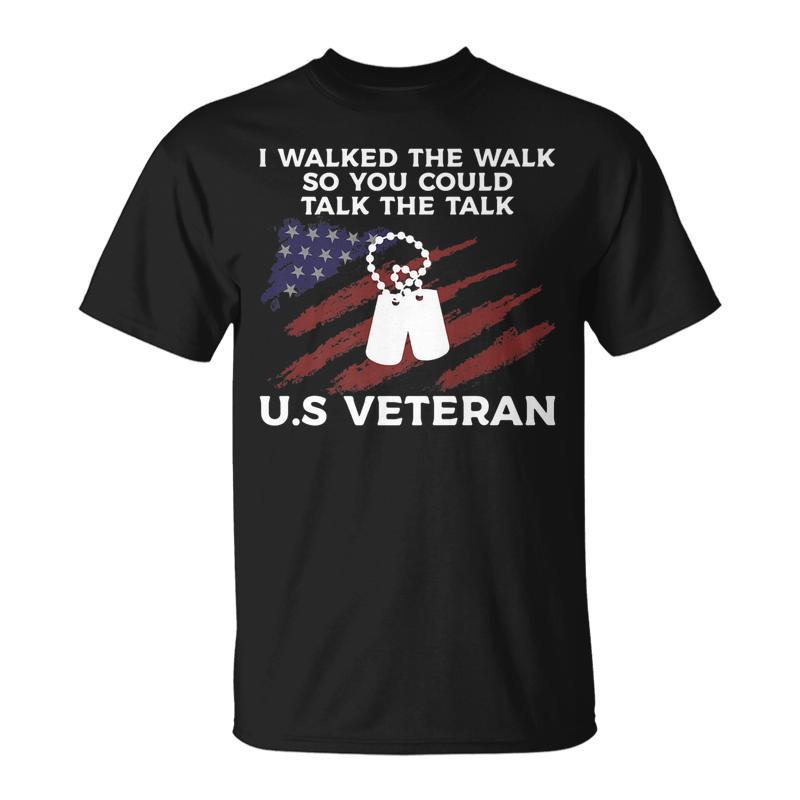 I WALKED THE WALK
SO YOU COULD
TALK THE TALK
U.S VETERAN